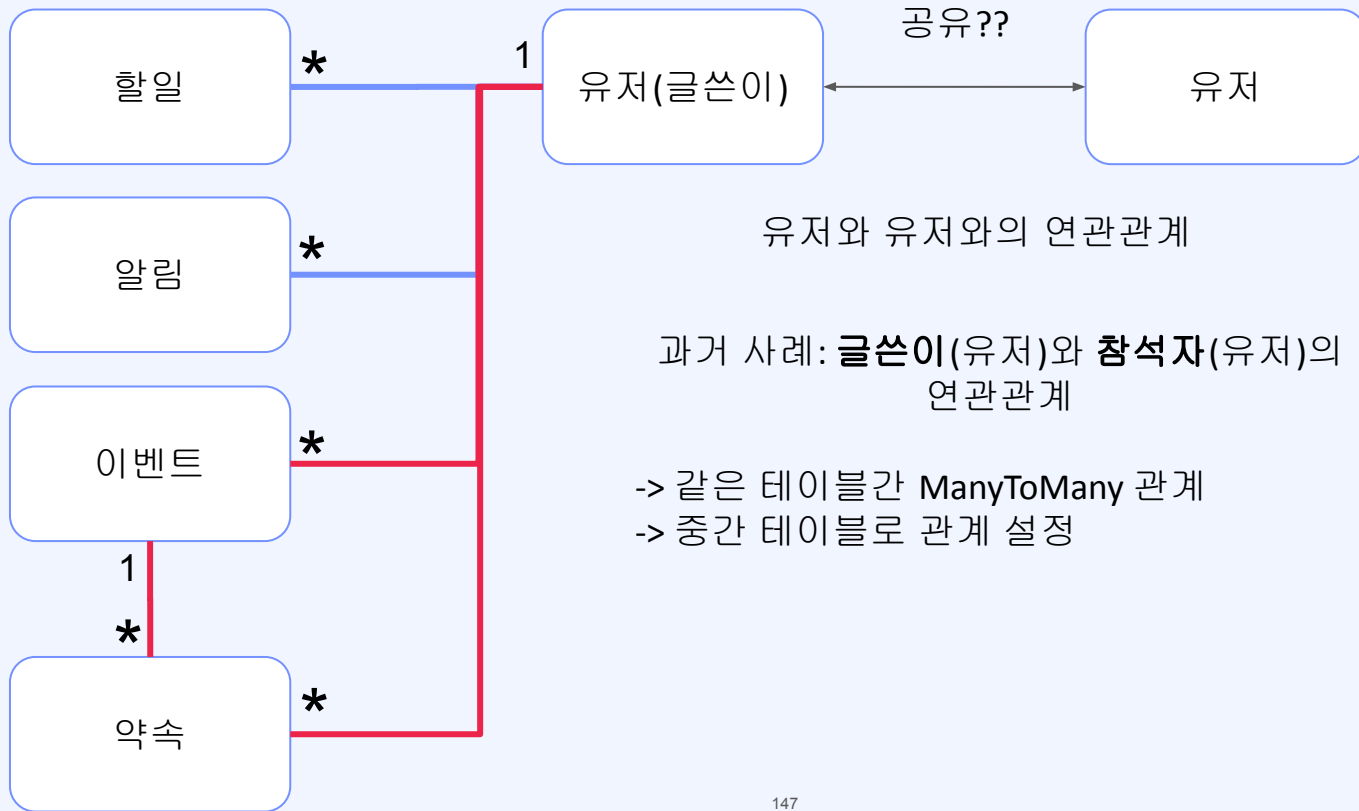 할일
*
1
유저(글쓴이)
공유??
유저
알림
*
유저와 유저와의 연관관계
과거 사례: 글쓴이(유저)와 참석자(유저)의
연관관계
이벤트
*
-> 같은 테이블간 ManyToMany 관계
-> 중간 테이블로 관계 설정
1
*
약속
*
147